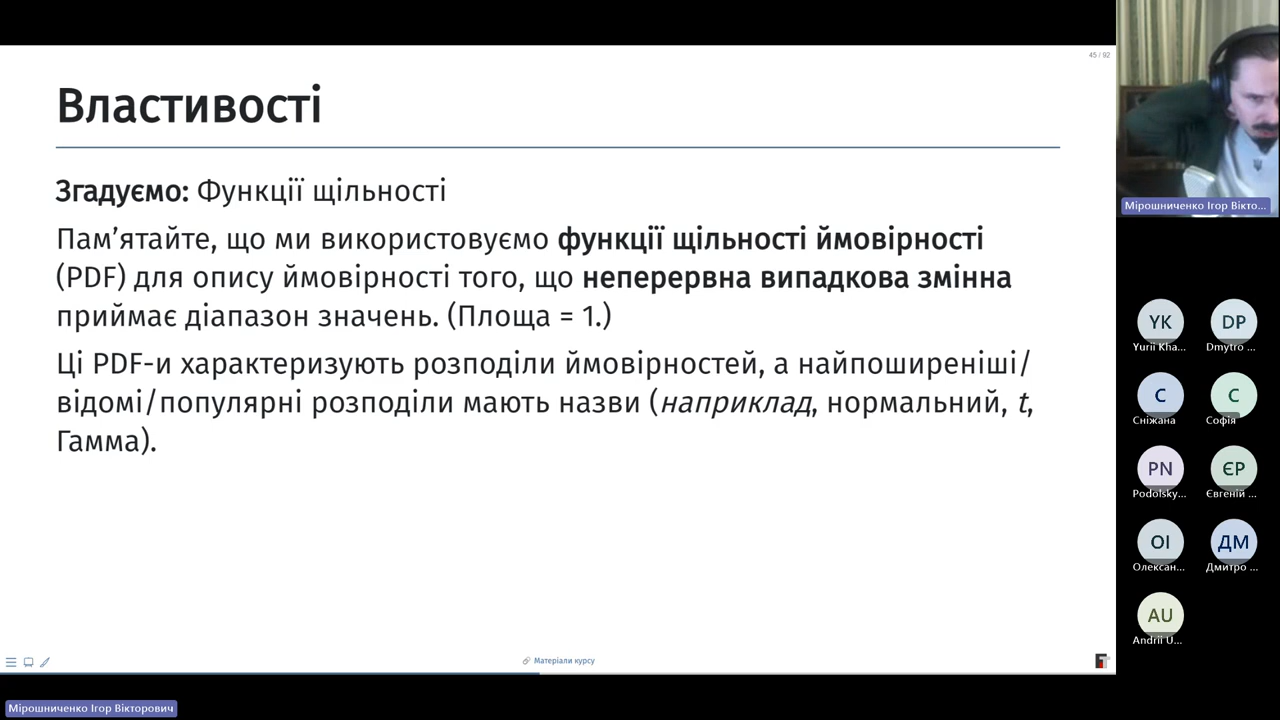 45 / 92
Властивості
Згадуємо: Функції щільності
Пам’ятайте, що ми використовуємо функції щільності ймовірності
(PDF) для опису ймовірності того, що неперервна випадкова змінна
приймає діапазон значень. (Площа = 1.)
Ці PDF-и характеризують розподіли ймовірностей, а найпоширеніші/
відомі/популярні розподіли мають назви (наприклад, нормальний, t,
Гамма).
Матеріали курсу
Мірошниченко Ігор Вікторович
Мірошниченко Ігор Вікто...
YK DP
Yurii Kha... Dmytro ...
С С
Сніжана Софія
PN ЄР
Podolsky... Євгеній ...
ОІ ДМ
Олексан... Дмитро ...
AU
Andrii U...